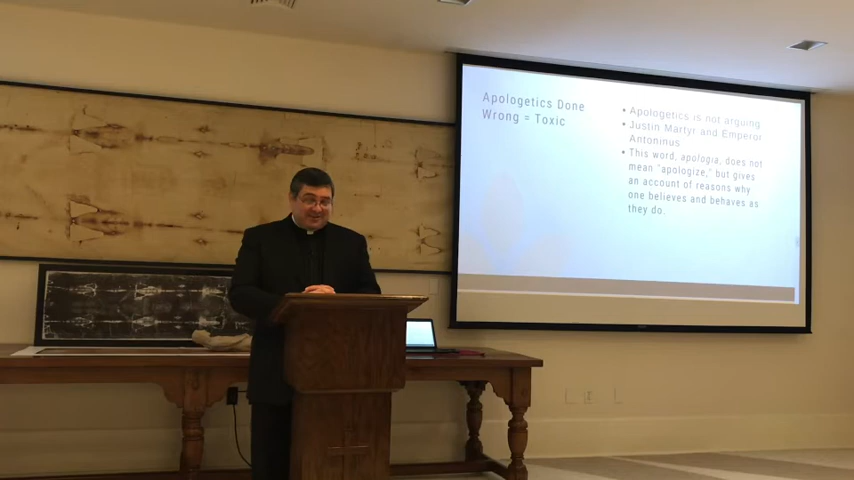 Apologetics Done
Wrong = Toxic
• Apologetics is not arguing
• Justin Martyr and Emperor
Antoninus
• This word, apologia, does not
mean "apologize," but gives
an account of reasons why
one believes and behaves as
they do.